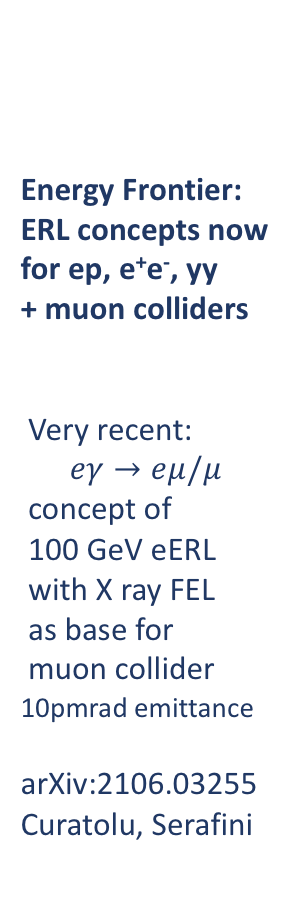 Energy Frontier:
ERL concepts now
for ep, e⁺e⁻, yy
+ muon colliders
Very recent:
𝑒𝛾 → 𝑒𝜇/𝜇
concept of
100 GeV eERL
with X ray FEL
as base for
muon collider
10pmrad emittance
arXiv:2106.03255
Curatolu, Serafini